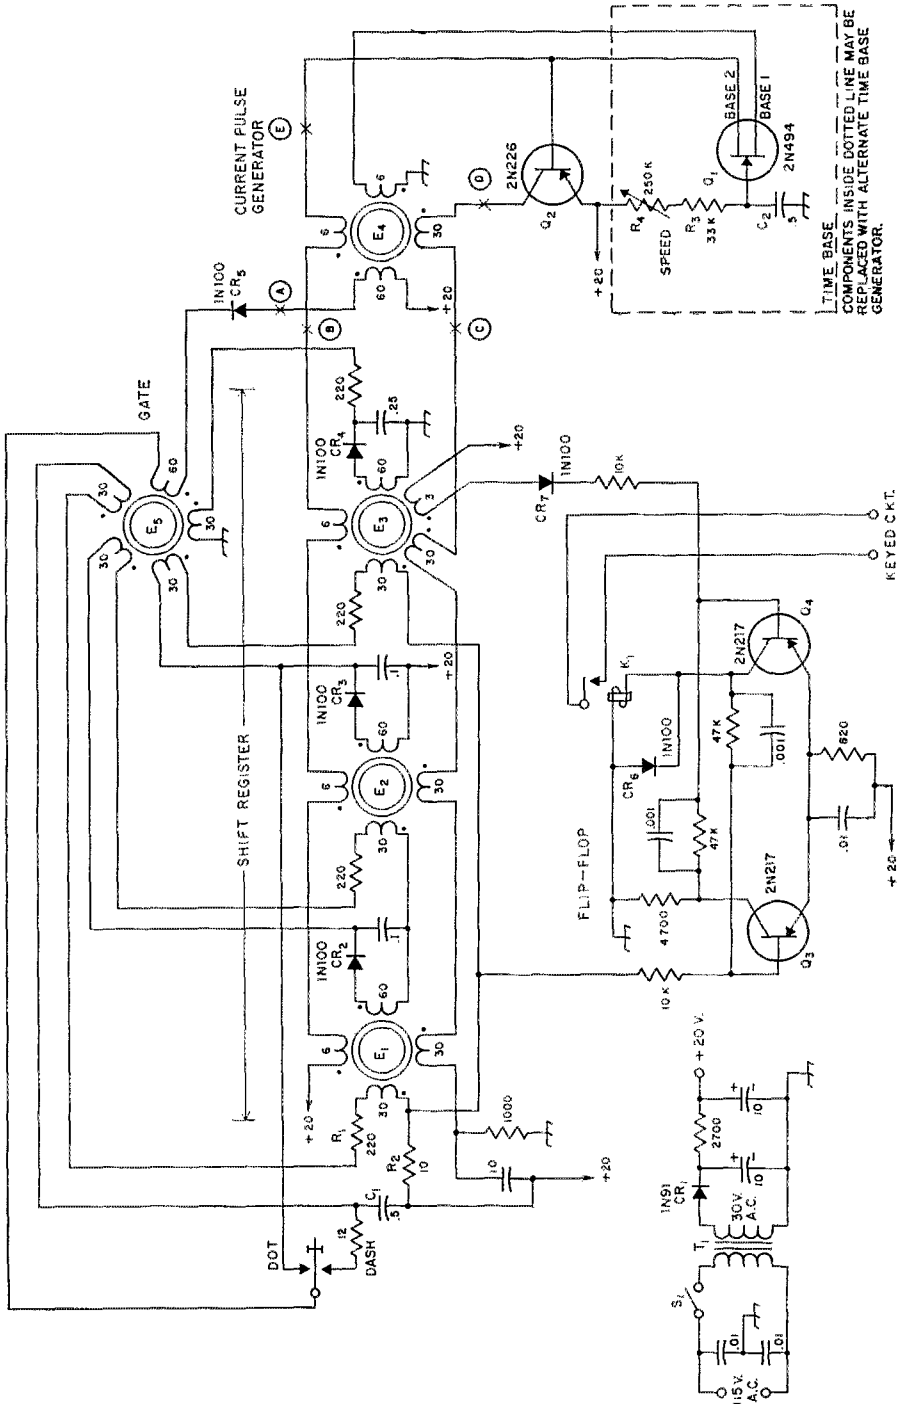 CURRENT PULSE
GENERATOR
E
6
6
E4
30
60
+20
1N100
CR5
A
B
C
D
2N226
Q2
+20
R4
250 K
SPEED
R3
33 K
Q1
2N494
BASE 2
BASE 1
C2
.5
TIME BASE
COMPONENTS INSIDE DOTTED LINE MAY BE
REPLACED WITH ALTERNATE TIME BASE
GENERATOR.
GATE
60
30
30
30
30
E5
SHIFT REGISTER
220
1N100
CR4
.25
60
6
E3
3
30
30
+20
220
1N100
CR3
.1
+20
60
6
E2
30
30
220
1N100
CR2
.1
60
6
E1
30
30
+20
R1
220
R2
10
1000
10
+20
C1
.5
12
DOT
DASH
CR7
1N100
10K
KEYED CKT.
FLIP-FLOP
K1
CR6
1N100
2N217
Q4
47K
.001
.001
47K
4700
10K
2N217
Q3
820
.01
+20
1N91
CR1
2700
+20 V.
10
10
+
-
+
-
30V.
A.C.
T1
S1
.01
.01
115 V.
A.C.